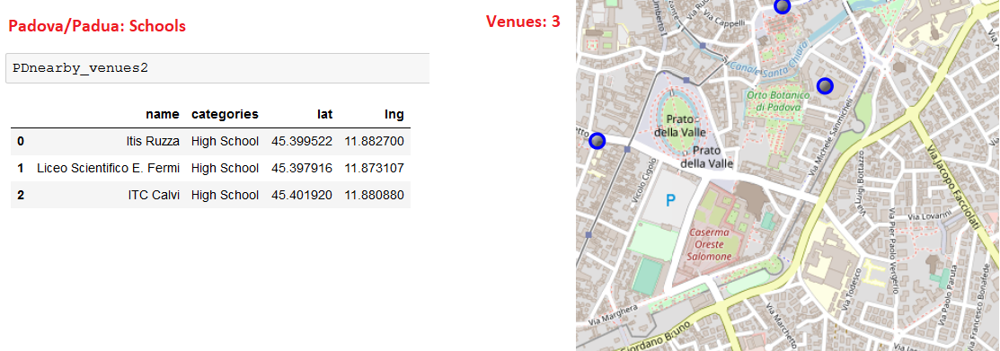 Padova/Padua: Schools
Venues: 3
PDnearby_venues2
name categories lat lng
0 Itis Ruzza High School 45.399522 11.882700
1 Liceo Scientifico E. Fermi High School 45.397916 11.873107
2 ITC Calvi High School 45.401920 11.880880
Umberto I
Via Cappelli
Canale Santa Chiara
Orto Botanico
di Padova
Prato
della Valle
Prato
della Valle
Via Michele Sanmicheli
Vicolo Cigolo
P
Caserma
Oreste
Salomone
Via Luigi Bottazzo
Via Jacopo Facciolati
Via Lovarini
Via Pier Paolo Vergerio
Via Todesco
Via Paolo Paruta
Via Francesco Bonafede
Via Marghera
Giordano Bruno
Via Marchetto